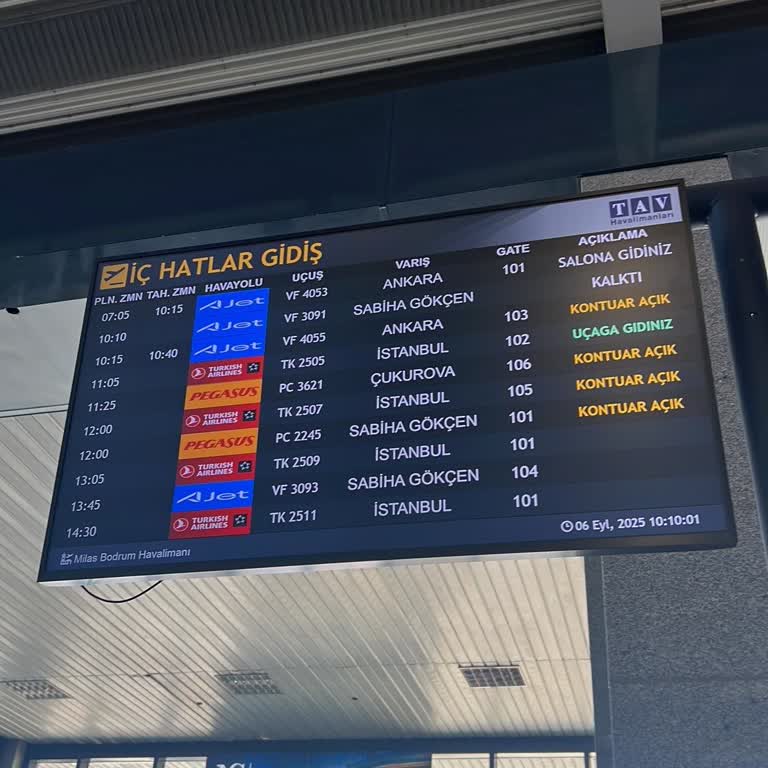 TAV
Havalimanları
İÇ HATLAR GİDİŞ
PLN. ZMN TAH. ZMN HAVAYOLU UÇUŞ VARIŞ GATE AÇIKLAMA
07:05 10:15 AJet VF 4053 ANKARA 101 SALONA GİDİNİZ
10:10 AJet VF 3091 SABİHA GÖKÇEN KALKTI
10:15 10:40 AJet VF 4055 ANKARA 103 KONTUAR AÇIK
11:05 TURKISH AIRLINES TK 2505 İSTANBUL 102 UÇAGA GIDINIZ
11:25 PEGASUS PC 3621 ÇUKUROVA 106 KONTUAR AÇIK
12:00 TURKISH AIRLINES TK 2507 İSTANBUL 105 KONTUAR AÇIK
12:00 PEGASUS PC 2245 SABİHA GÖKÇEN 101 KONTUAR AÇIK
13:05 TURKISH AIRLINES TK 2509 İSTANBUL 101
13:45 AJet VF 3093 SABİHA GÖKÇEN 104
14:30 TURKISH AIRLINES TK 2511 İSTANBUL 101
Milas Bodrum Havalimanı 06 Eyl, 2025 10:10:01